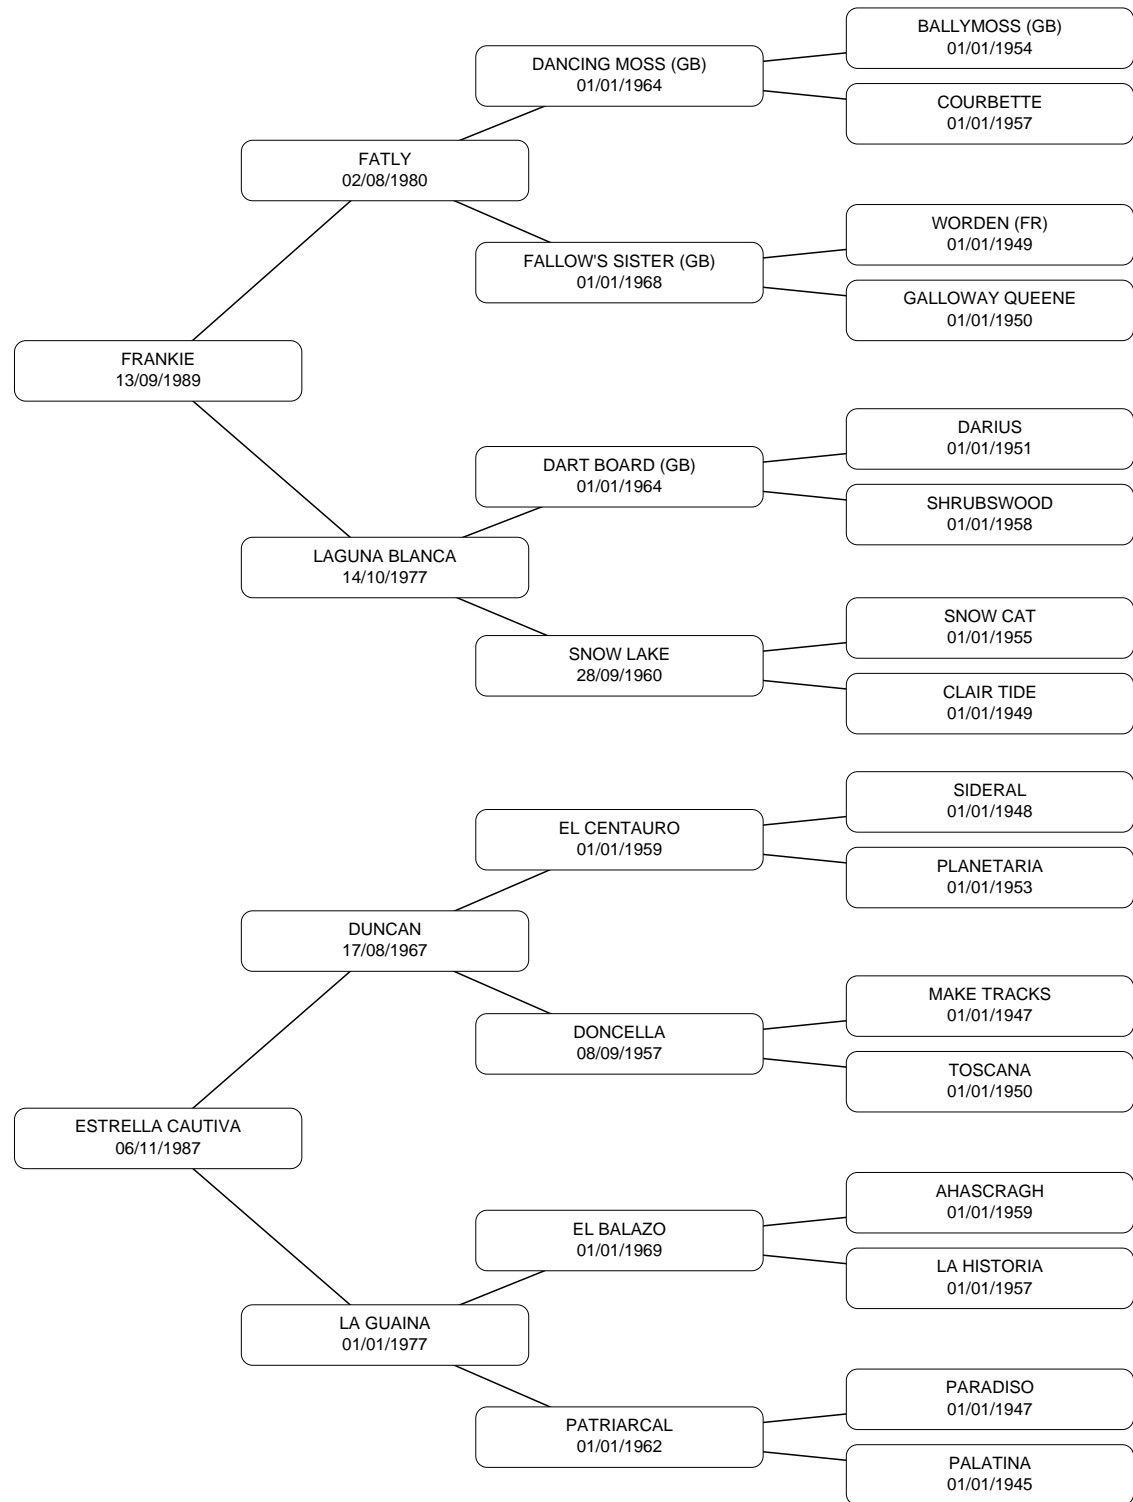 BALLYMOSS (GB)
01/01/1954
DANCING MOSS (GB)
01/01/1964
COURBETTE
01/01/1957
FATLY
02/08/1980
WORDEN (FR)
01/01/1949
FALLOW'S SISTER (GB)
01/01/1968
GALLOWAY QUEENE
01/01/1950
FRANKIE
13/09/1989
DARIUS
01/01/1951
DART BOARD (GB)
01/01/1964
SHRUBSWOOD
01/01/1958
LAGUNA BLANCA
14/10/1977
SNOW CAT
01/01/1955
SNOW LAKE
28/09/1960
CLAIR TIDE
01/01/1949
SIDERAL
01/01/1948
EL CENTAURO
01/01/1959
PLANETARIA
01/01/1953
DUNCAN
17/08/1967
MAKE TRACKS
01/01/1947
DONCELLA
08/09/1957
TOSCANA
01/01/1950
ESTRELLA CAUTIVA
06/11/1987
AHASCRAGH
01/01/1959
EL BALAZO
01/01/1969
LA HISTORIA
01/01/1957
LA GUAINA
01/01/1977
PARADISO
01/01/1947
PATRIARCAL
01/01/1962
PALATINA
01/01/1945